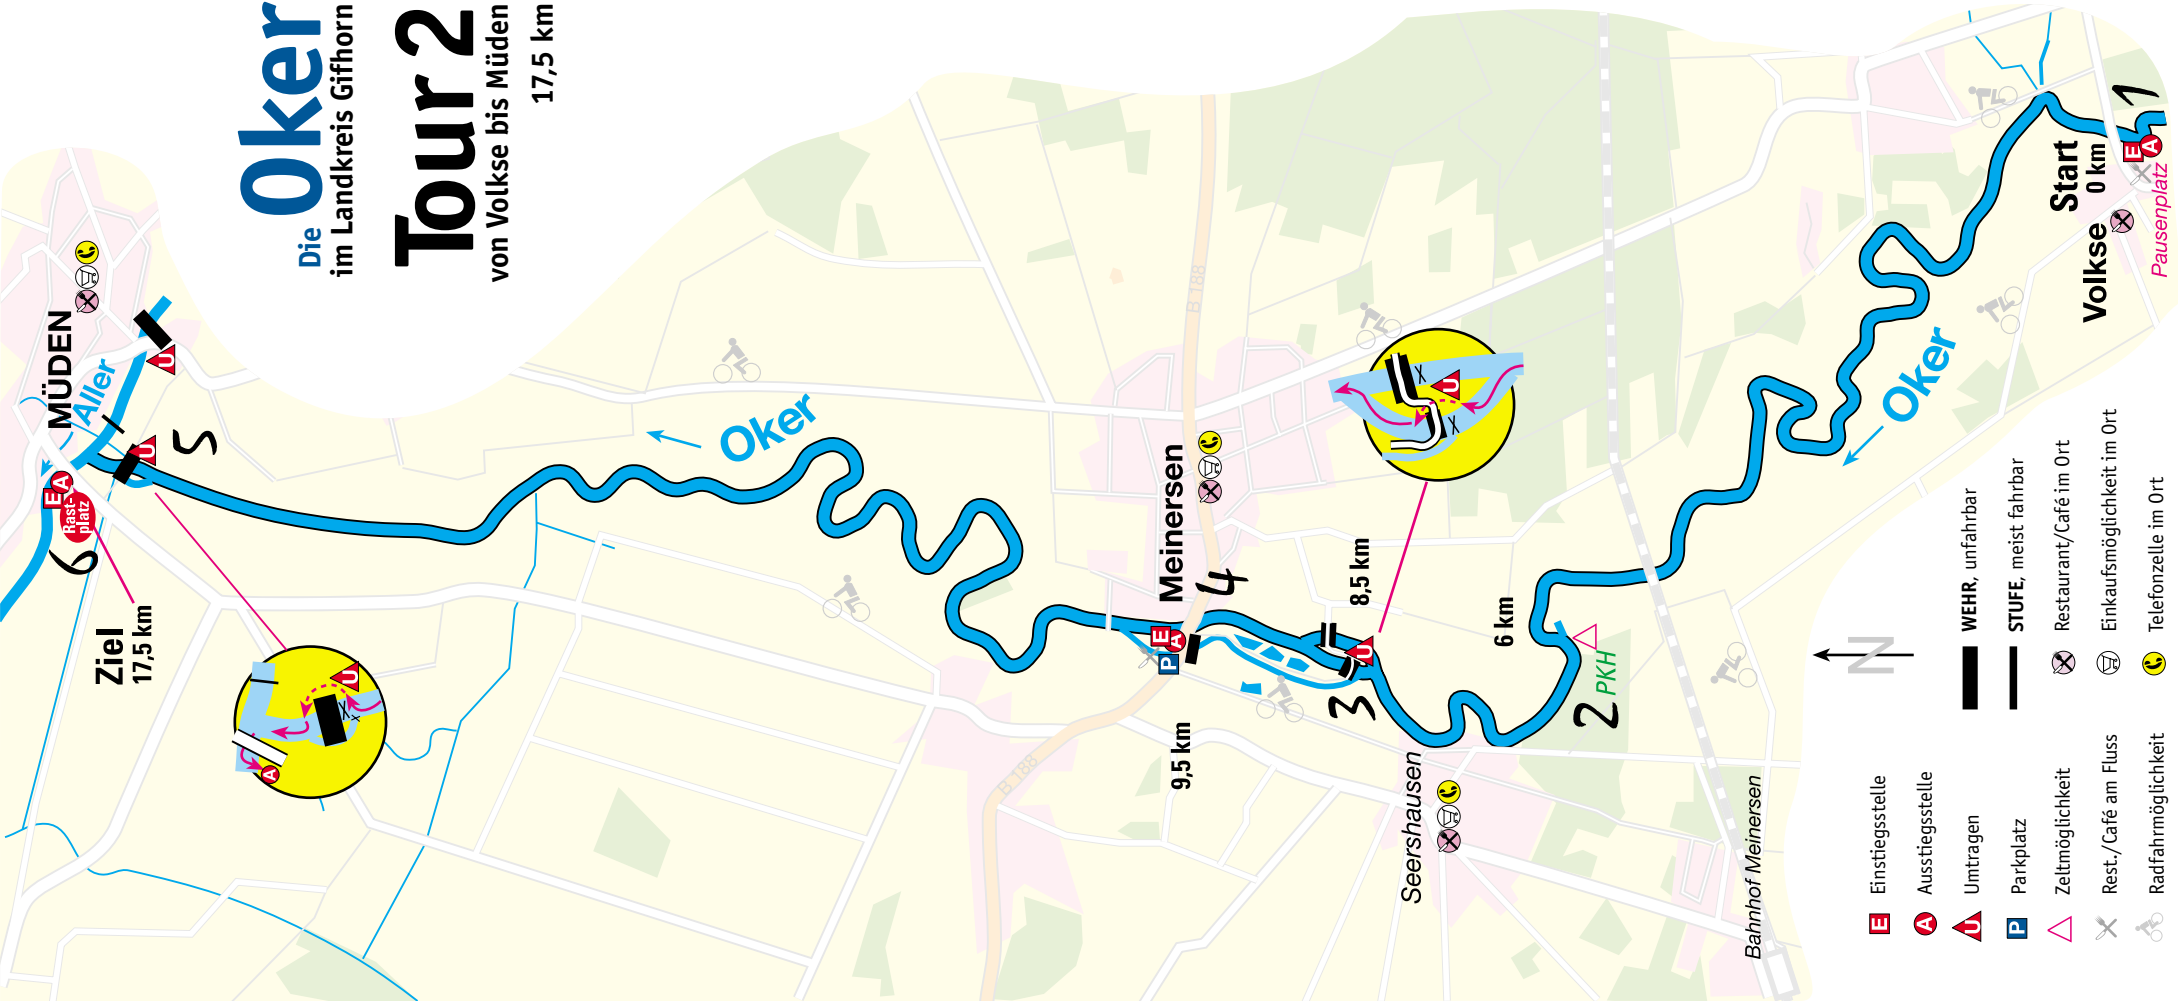 Die Oker
im Landkreis Gifhorn
Tour 2
von Volkse bis Müden
17,5 km
MÜDEN
Aller
U
U
5
E
A
Rast-
platz
6
Ziel
17,5 km
U
A
Oker
B 188
Meinersen
4
P
E
A
9,5 km
B 188
U
8,5 km
U
3
6 km
2
PKH
Seershausen
Bahnhof Meinersen
Oker
Start
0 km
1
E
A
Volkse
Pausenplatz
N
E Einstiegsstelle
A Ausstiegsstelle
U Umtragen
P Parkplatz
Zeltmöglichkeit
Rest./Café am Fluss
Radfahrmöglichkeit
WEHR, unfahrbar
STUFE, meist fahrbar
Restaurant/Café im Ort
Einkaufsmöglichkeit im Ort
Telefonzelle im Ort